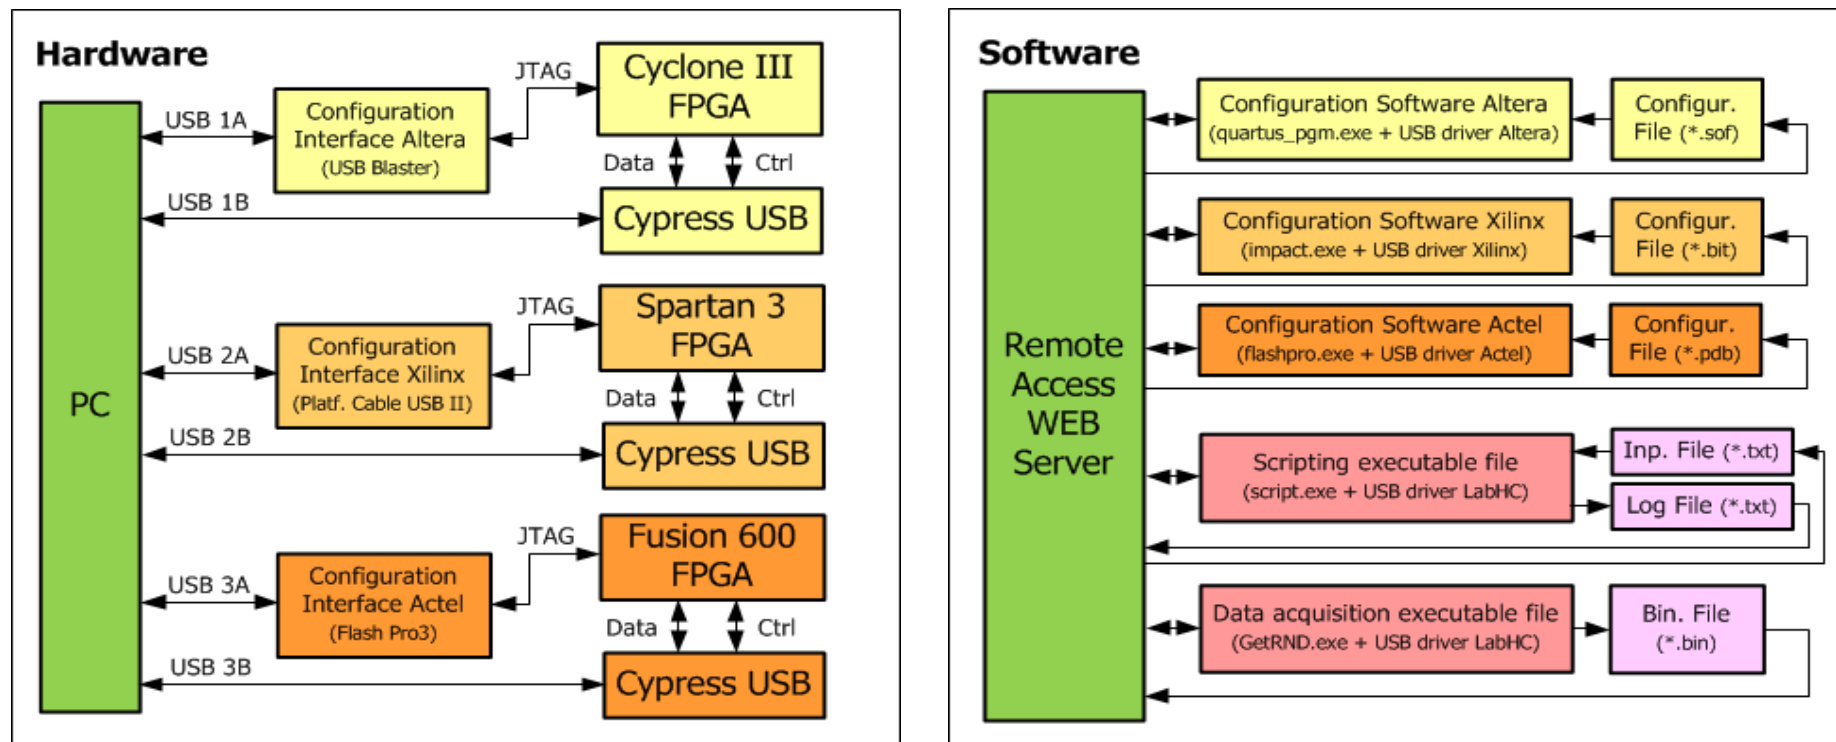 Hardware
PC
USB 1A
Configuration
Interface Altera
(USB Blaster)
JTAG
Cyclone III
FPGA
Data
Ctrl
USB 1B
Cypress USB
USB 2A
Configuration
Interface Xilinx
(Platf. Cable USB II)
JTAG
Spartan 3
FPGA
Data
Ctrl
USB 2B
Cypress USB
USB 3A
Configuration
Interface Actel
(Flash Pro3)
JTAG
Fusion 600
FPGA
Data
Ctrl
USB 3B
Cypress USB
Software
Remote
Access
WEB
Server
Configuration Software Altera
(quartus_pgm.exe + USB driver Altera)
Configur.
File (*.sof)
Configuration Software Xilinx
(impact.exe + USB driver Xilinx)
Configur.
File (*.bit)
Configuration Software Actel
(flashpro.exe + USB driver Actel)
Configur.
File (*.pdb)
Scripting executable file
(script.exe + USB driver LabHC)
Inp. File (*.txt)
Log File (*.txt)
Data acquisition executable file
(GetRND.exe + USB driver LabHC)
Bin. File
(*.bin)